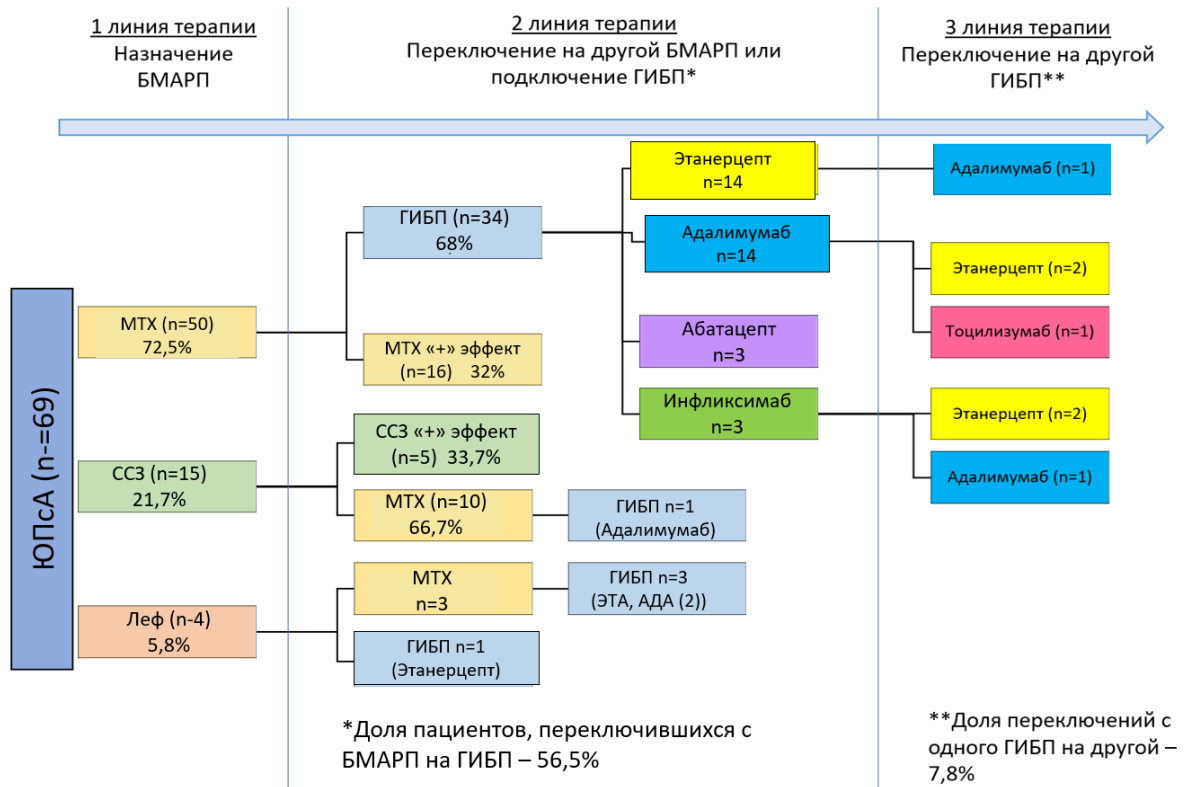 1 линия терапии
Назначение
БМАРП
2 линия терапии
Переключение на другой БМАРП или
подключение ГИБП*
3 линия терапии
Переключение на другой
ГИБП**
ЮПсА (n-=69)
МТХ (n=50)
72,5%
ССЗ (n=15)
21,7%
Леф (n-4)
5,8%
ГИБП (n=34)
68%
МТХ «+» эффект
(n=16) 32%
ССЗ «+» эффект
(n=5) 33,7%
МТХ (n=10)
66,7%
МТХ
n=3
ГИБП n=1
(Этанерцепт)
ГИБП n=1
(Адалимумаб)
ГИБП n=3
(ЭТА, АДА (2))
Этанерцепт
n=14
Адалимумаб
n=14
Абатацепт
n=3
Инфликсимаб
n=3
Адалимумаб (n=1)
Этанерцепт (n=2)
Тоцилизумаб (n=1)
Этанерцепт (n=2)
Адалимумаб (n=1)
*Доля пациентов, переключившихся с
БМАРП на ГИБП – 56,5%
**Доля переключений с
одного ГИБП на другой –
7,8%